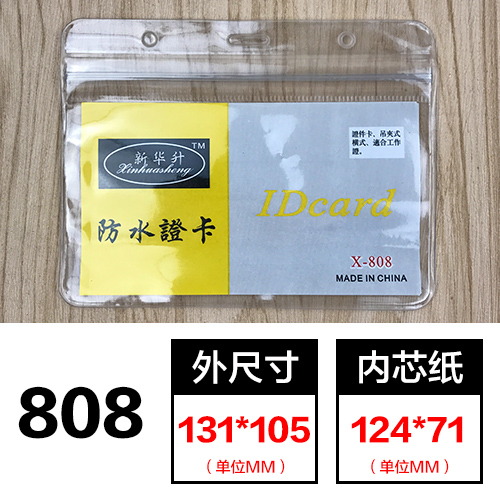 新华升 TM
Xinhuasheng
防水證卡
證件卡、吊夾式
橫式、適合工作
證。
IDcard
X-808
MADE IN CHINA
808
外尺寸
131*105
（单位MM）
内芯纸
124*71
（单位MM）